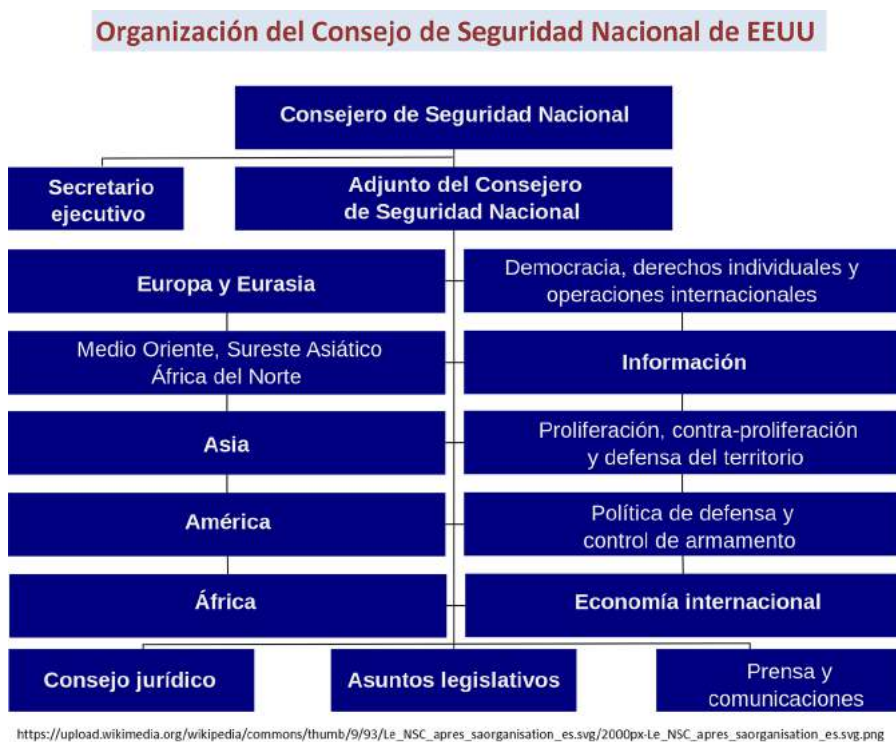 Organización del Consejo de Seguridad Nacional de EEUU
Consejero de Seguridad Nacional
Secretario
ejecutivo
Adjunto del Consejero
de Seguridad Nacional
Europa y Eurasia
Democracia, derechos individuales y
operaciones internacionales
Medio Oriente, Sureste Asiático
África del Norte
Información
Asia
Proliferación, contra-proliferación
y defensa del territorio
América
Política de defensa y
control de armamento
África
Economía internacional
Consejo jurídico
Asuntos legislativos
Prensa y
comunicaciones
https://upload.wikimedia.org/wikipedia/commons/thumb/9/93/Le_NSC_apres_saorganisation_es.svg/2000px-Le_NSC_apres_saorganisation_es.svg.png